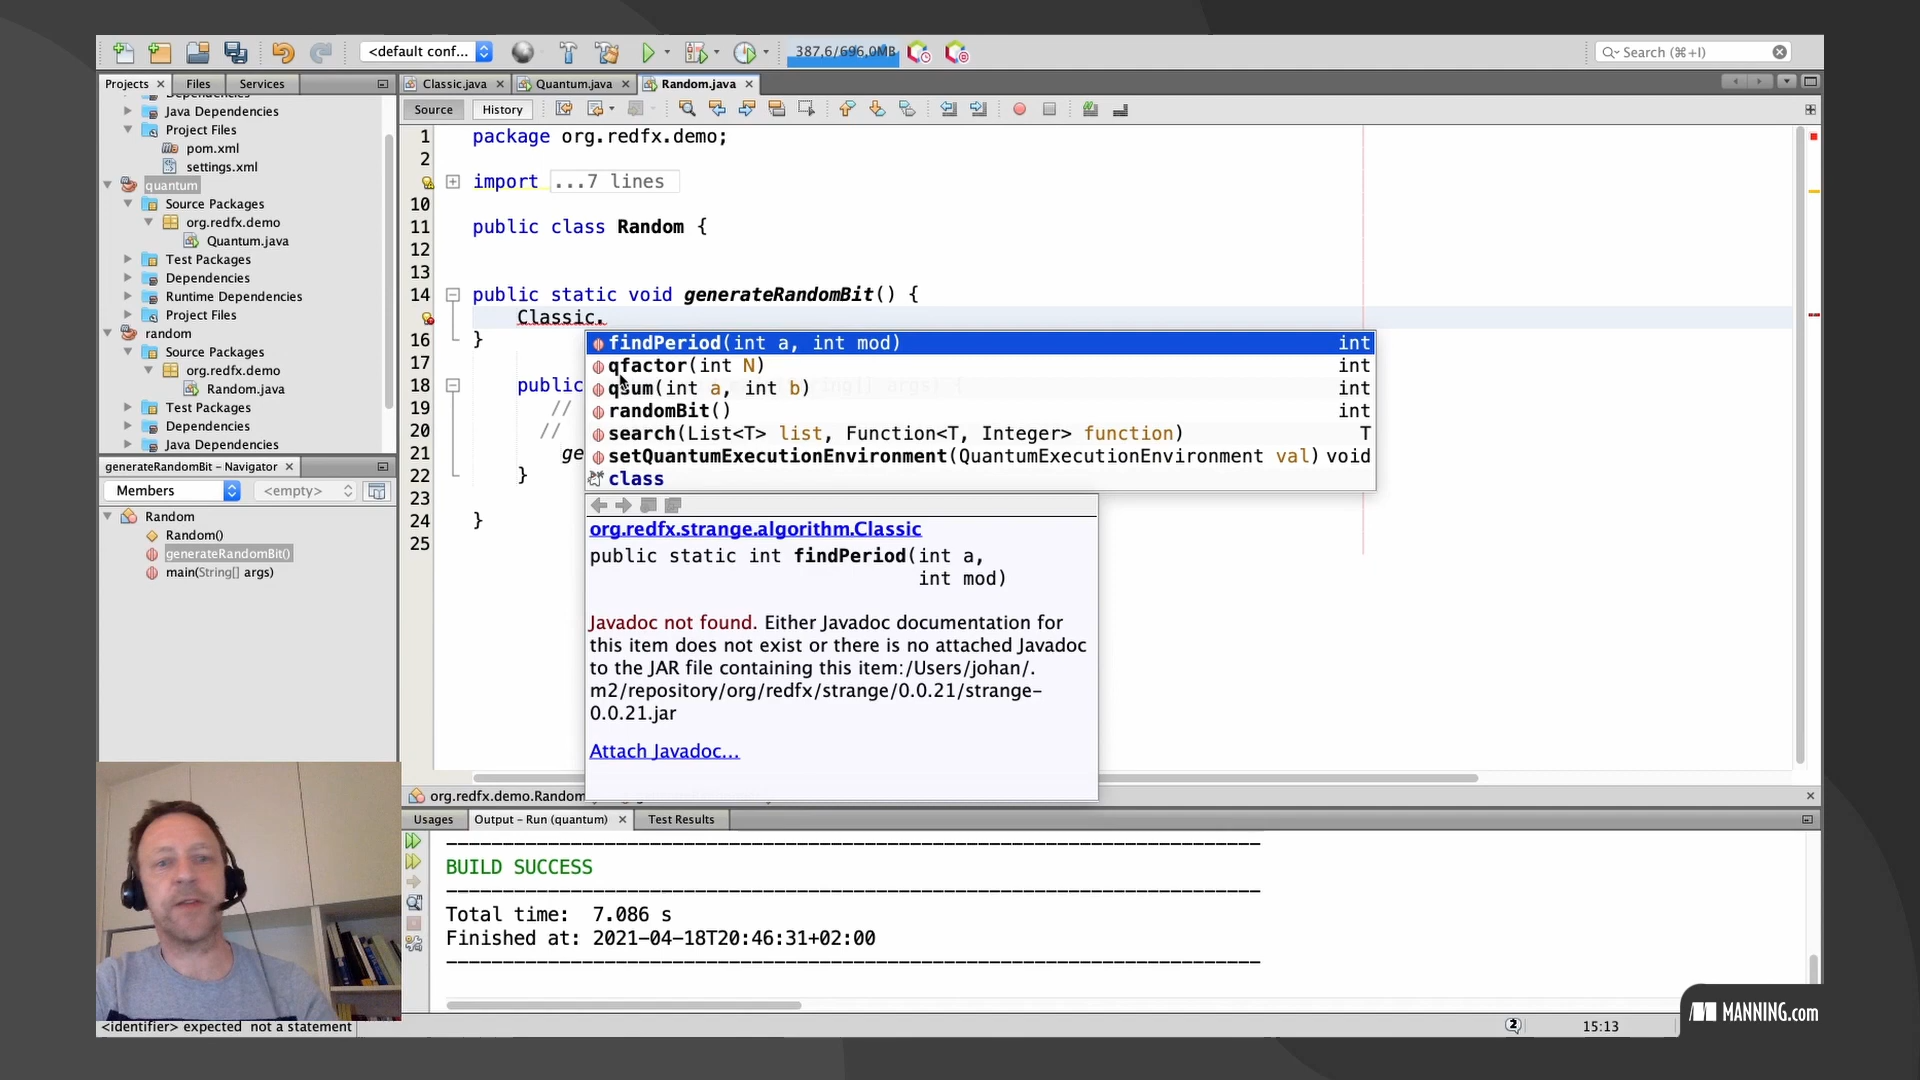 <default conf...
387,6/696,0MB
Search (⌘+I)
Projects
Files
Services
Classic.java
Quantum.java
Random.java
Source
History
Dependencies
Java Dependencies
Project Files
pom.xml
settings.xml
quantum
Source Packages
org.redfx.demo
Quantum.java
Test Packages
Dependencies
Runtime Dependencies
Project Files
random
Source Packages
org.redfx.demo
Random.java
Test Packages
Dependencies
Java Dependencies
generateRandomBit - Navigator
Members
<empty>
Random
Random()
generateRandomBit()
main(String[] args)
1 package org.redfx.demo;
2
import ...7 lines
10
11 public class Random {
12
13
14 public static void generateRandomBit() {
Classic.
16 }
17
18 public
19 //
20 //
21 ge
22 }
23
24 }
25
findPeriod(int a, int mod) int
qfactor(int N) int
qsum(int a, int b) int
randomBit() int
search(List<T> list, Function<T, Integer> function) T
setQuantumExecutionEnvironment(QuantumExecutionEnvironment val) void
class
org.redfx.strange.algorithm.Classic
public static int findPeriod(int a,
int mod)
Javadoc not found. Either Javadoc documentation for
this item does not exist or there is no attached Javadoc
to the JAR file containing this item:/Users/johan/.
m2/repository/org/redfx/strange/0.0.21/strange-
0.0.21.jar
Attach Javadoc...
org.redfx.demo.Random
Usages
Output - Run (quantum)
Test Results
BUILD SUCCESS
Total time:  7.086 s
Finished at: 2021-04-18T20:46:31+02:00
<identifier> expected  not a statement
2
15:13
MANNING.com